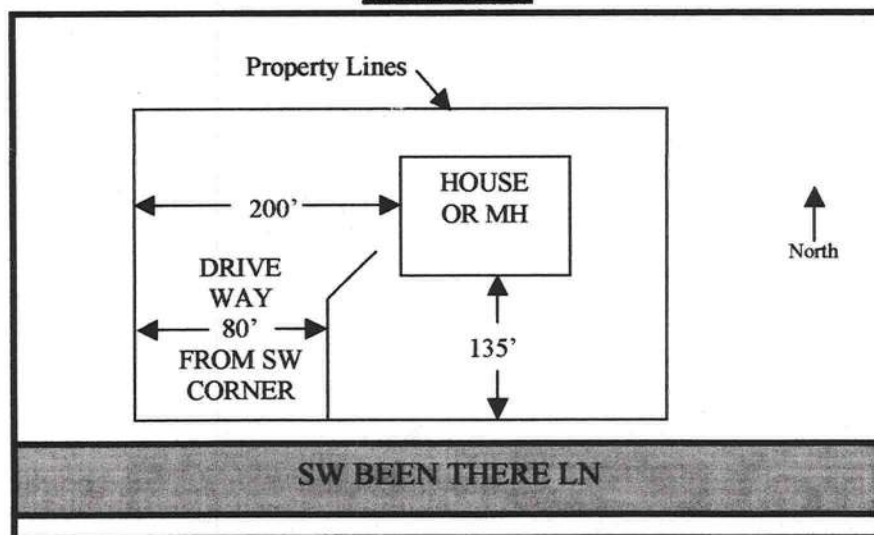 Property Lines
HOUSE
OR MH
200’
North
DRIVE
WAY
80’
FROM SW
CORNER
135’
SW BEEN THERE LN